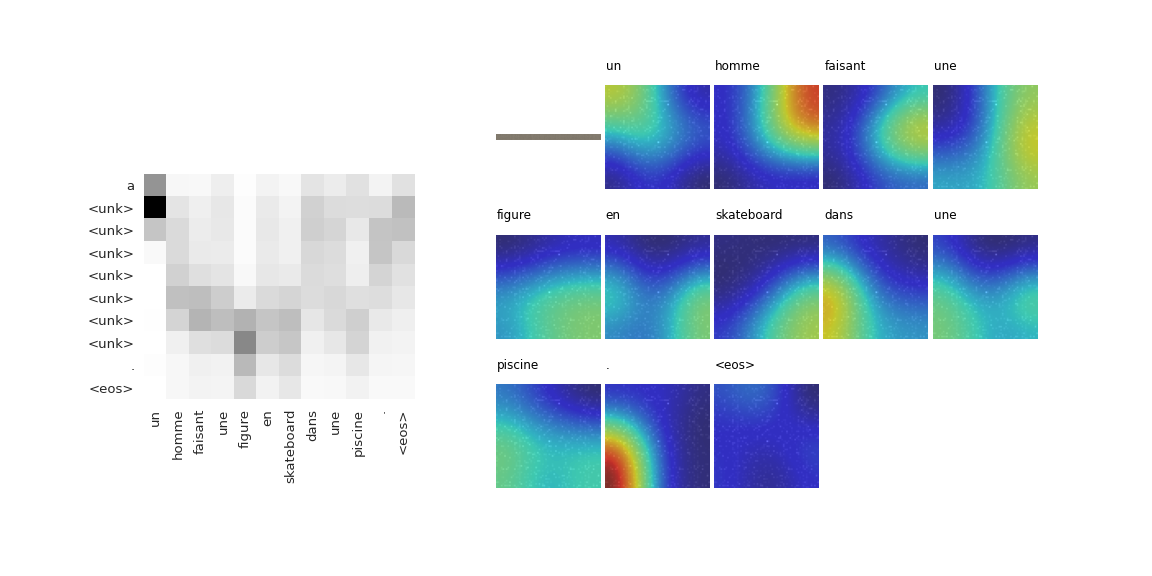 a
<unk>
<unk>
<unk>
<unk>
<unk>
<unk>
<unk>
.
<eos>
un homme faisant une figure en skateboard dans une piscine . <eos>
un homme faisant une
figure en skateboard dans une
piscine . <eos>